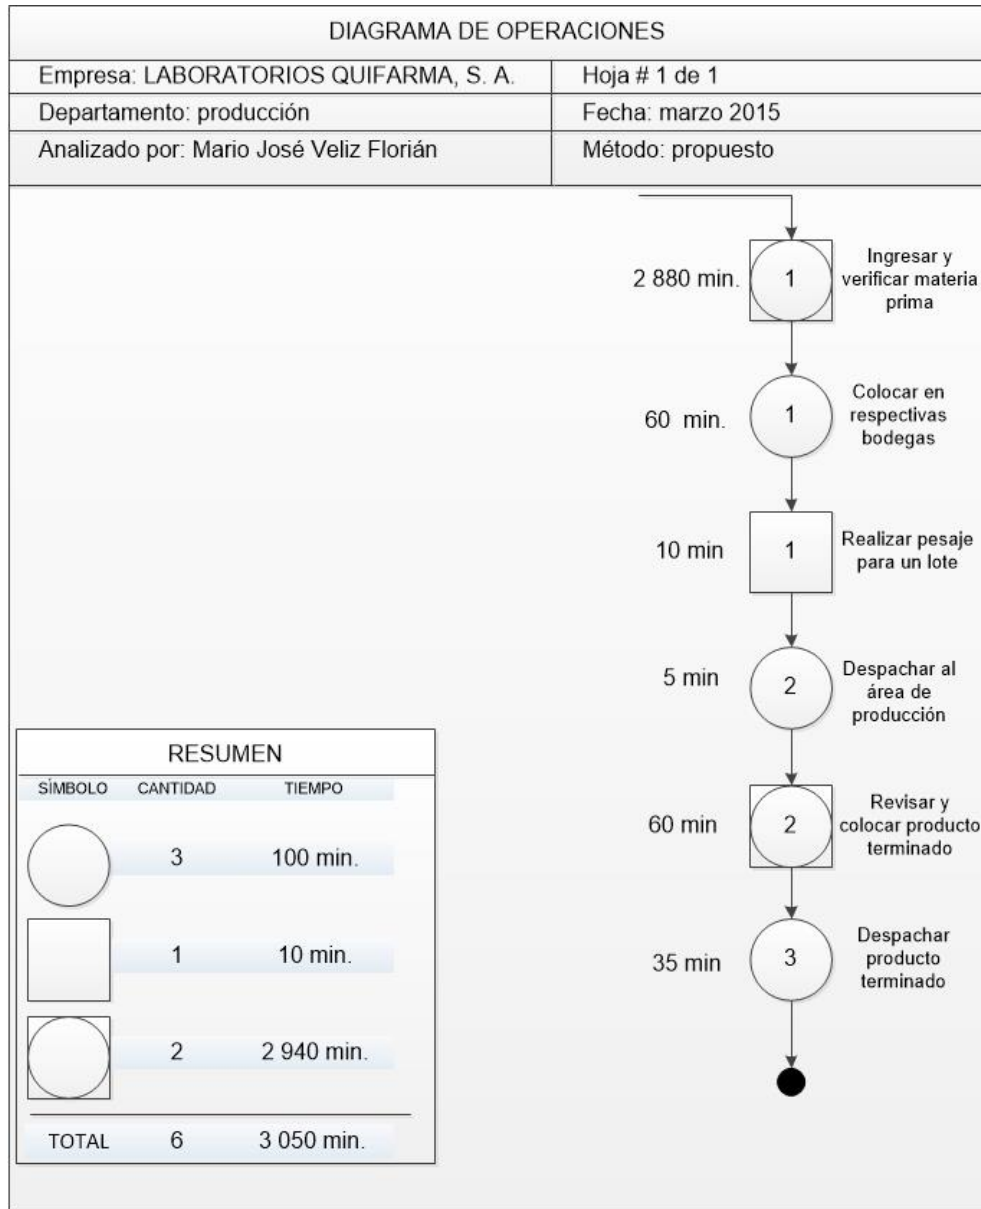 DIAGRAMA DE OPERACIONES
Empresa: LABORATORIOS QUIFARMA, S. A.
Hoja # 1 de 1
Departamento: producción
Fecha: marzo 2015
Analizado por: Mario José Veliz Florián
Método: propuesto
2 880 min.
1
Ingresar y
verificar materia
prima
60 min.
1
Colocar en
respectivas
bodegas
10 min
1
Realizar pesaje
para un lote
5 min
2
Despachar al
área de
producción
60 min
2
Revisar y
colocar producto
terminado
35 min
3
Despachar
producto
terminado
RESUMEN
SÍMBOLO CANTIDAD TIEMPO
3 100 min.
1 10 min.
2 2 940 min.
TOTAL 6 3 050 min.